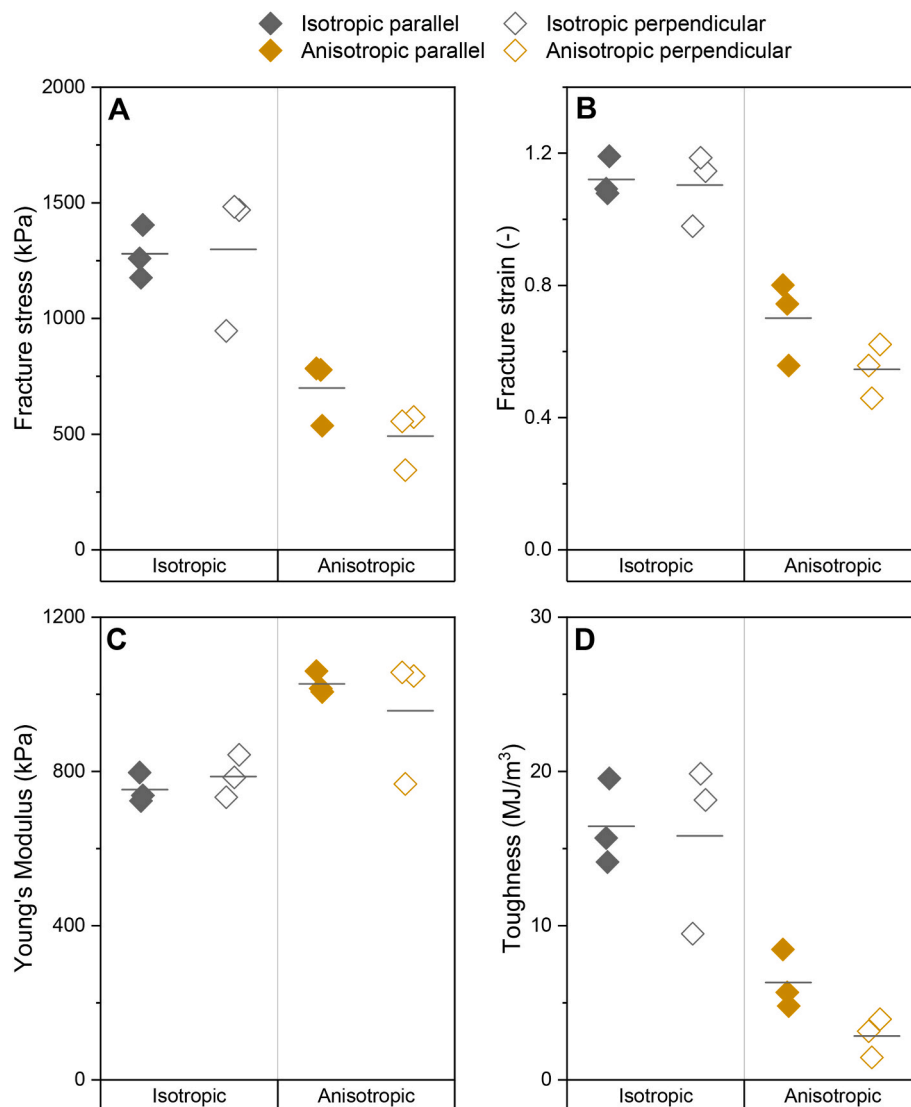 Isotropic parallel
Isotropic perpendicular
Anisotropic parallel
Anisotropic perpendicular
A
Fracture stress (kPa)
2000
1500
1000
500
0
Isotropic
Anisotropic
B
Fracture strain (-)
1.2
0.8
0.4
0.0
Isotropic
Anisotropic
C
Young's Modulus (kPa)
1200
800
400
0
Isotropic
Anisotropic
D
Toughness (MJ/m³)
30
20
10
0
Isotropic
Anisotropic